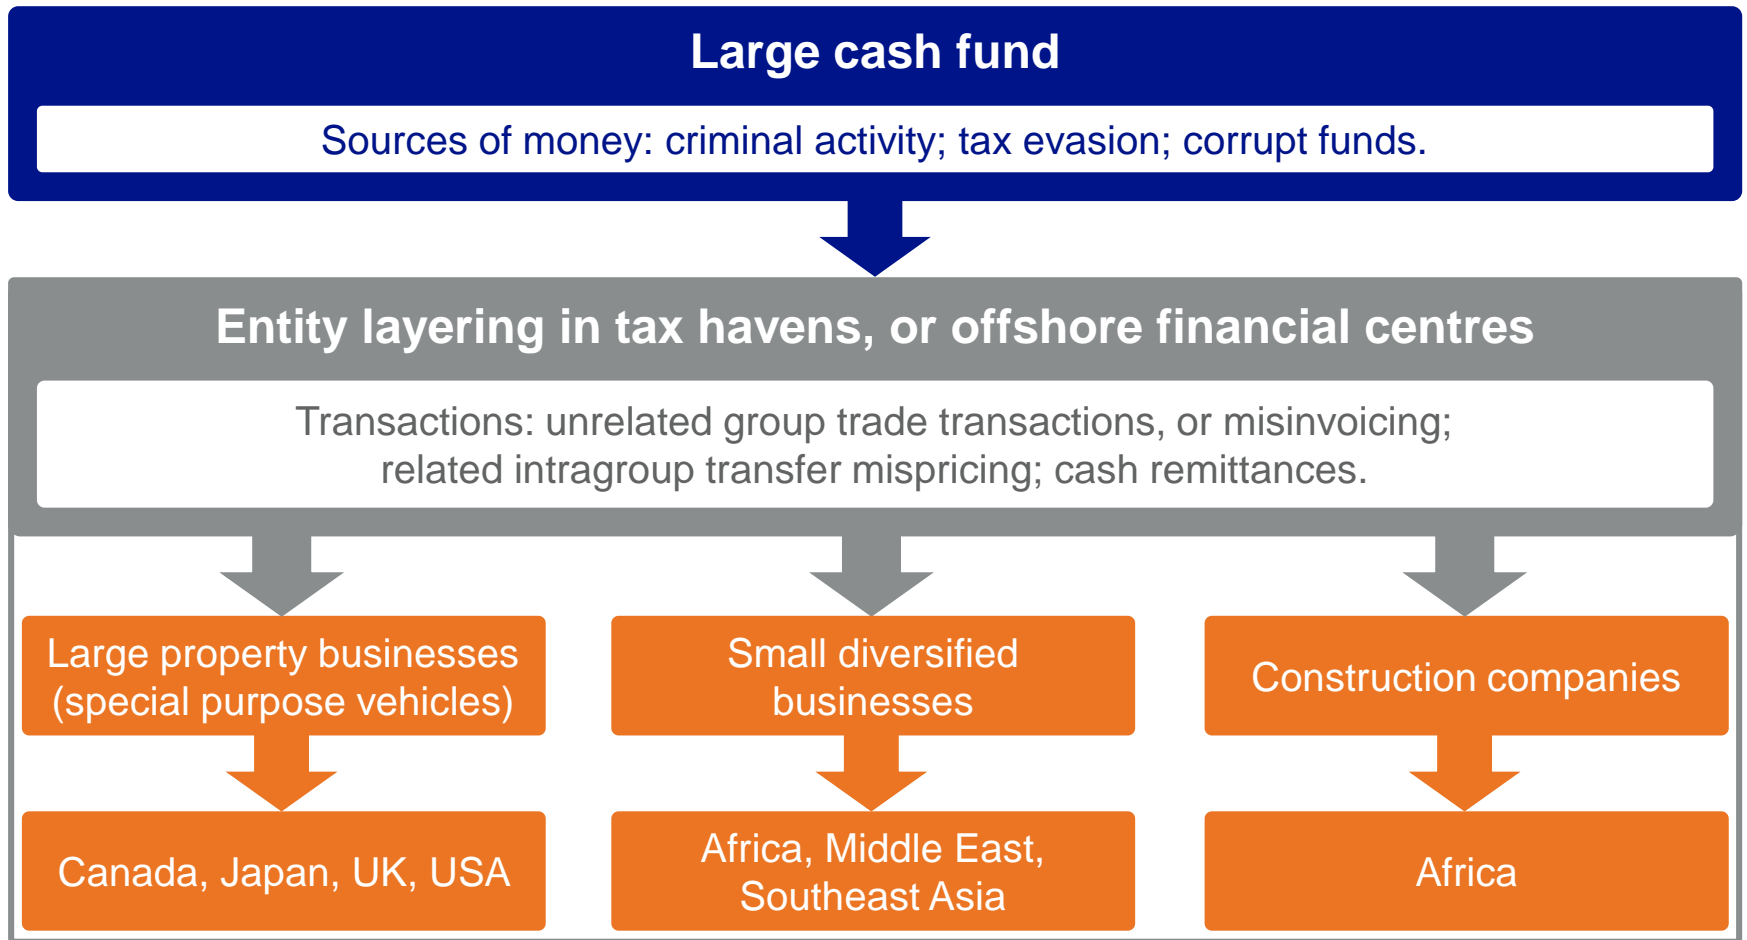 Large cash fund
Sources of money: criminal activity; tax evasion; corrupt funds.
Entity layering in tax havens, or offshore financial centres
Transactions: unrelated group trade transactions, or misinvoicing;
related intragroup transfer mispricing; cash remittances.
Large property businesses
(special purpose vehicles)
Small diversified
businesses
Construction companies
Canada, Japan, UK, USA
Africa, Middle East,
Southeast Asia
Africa